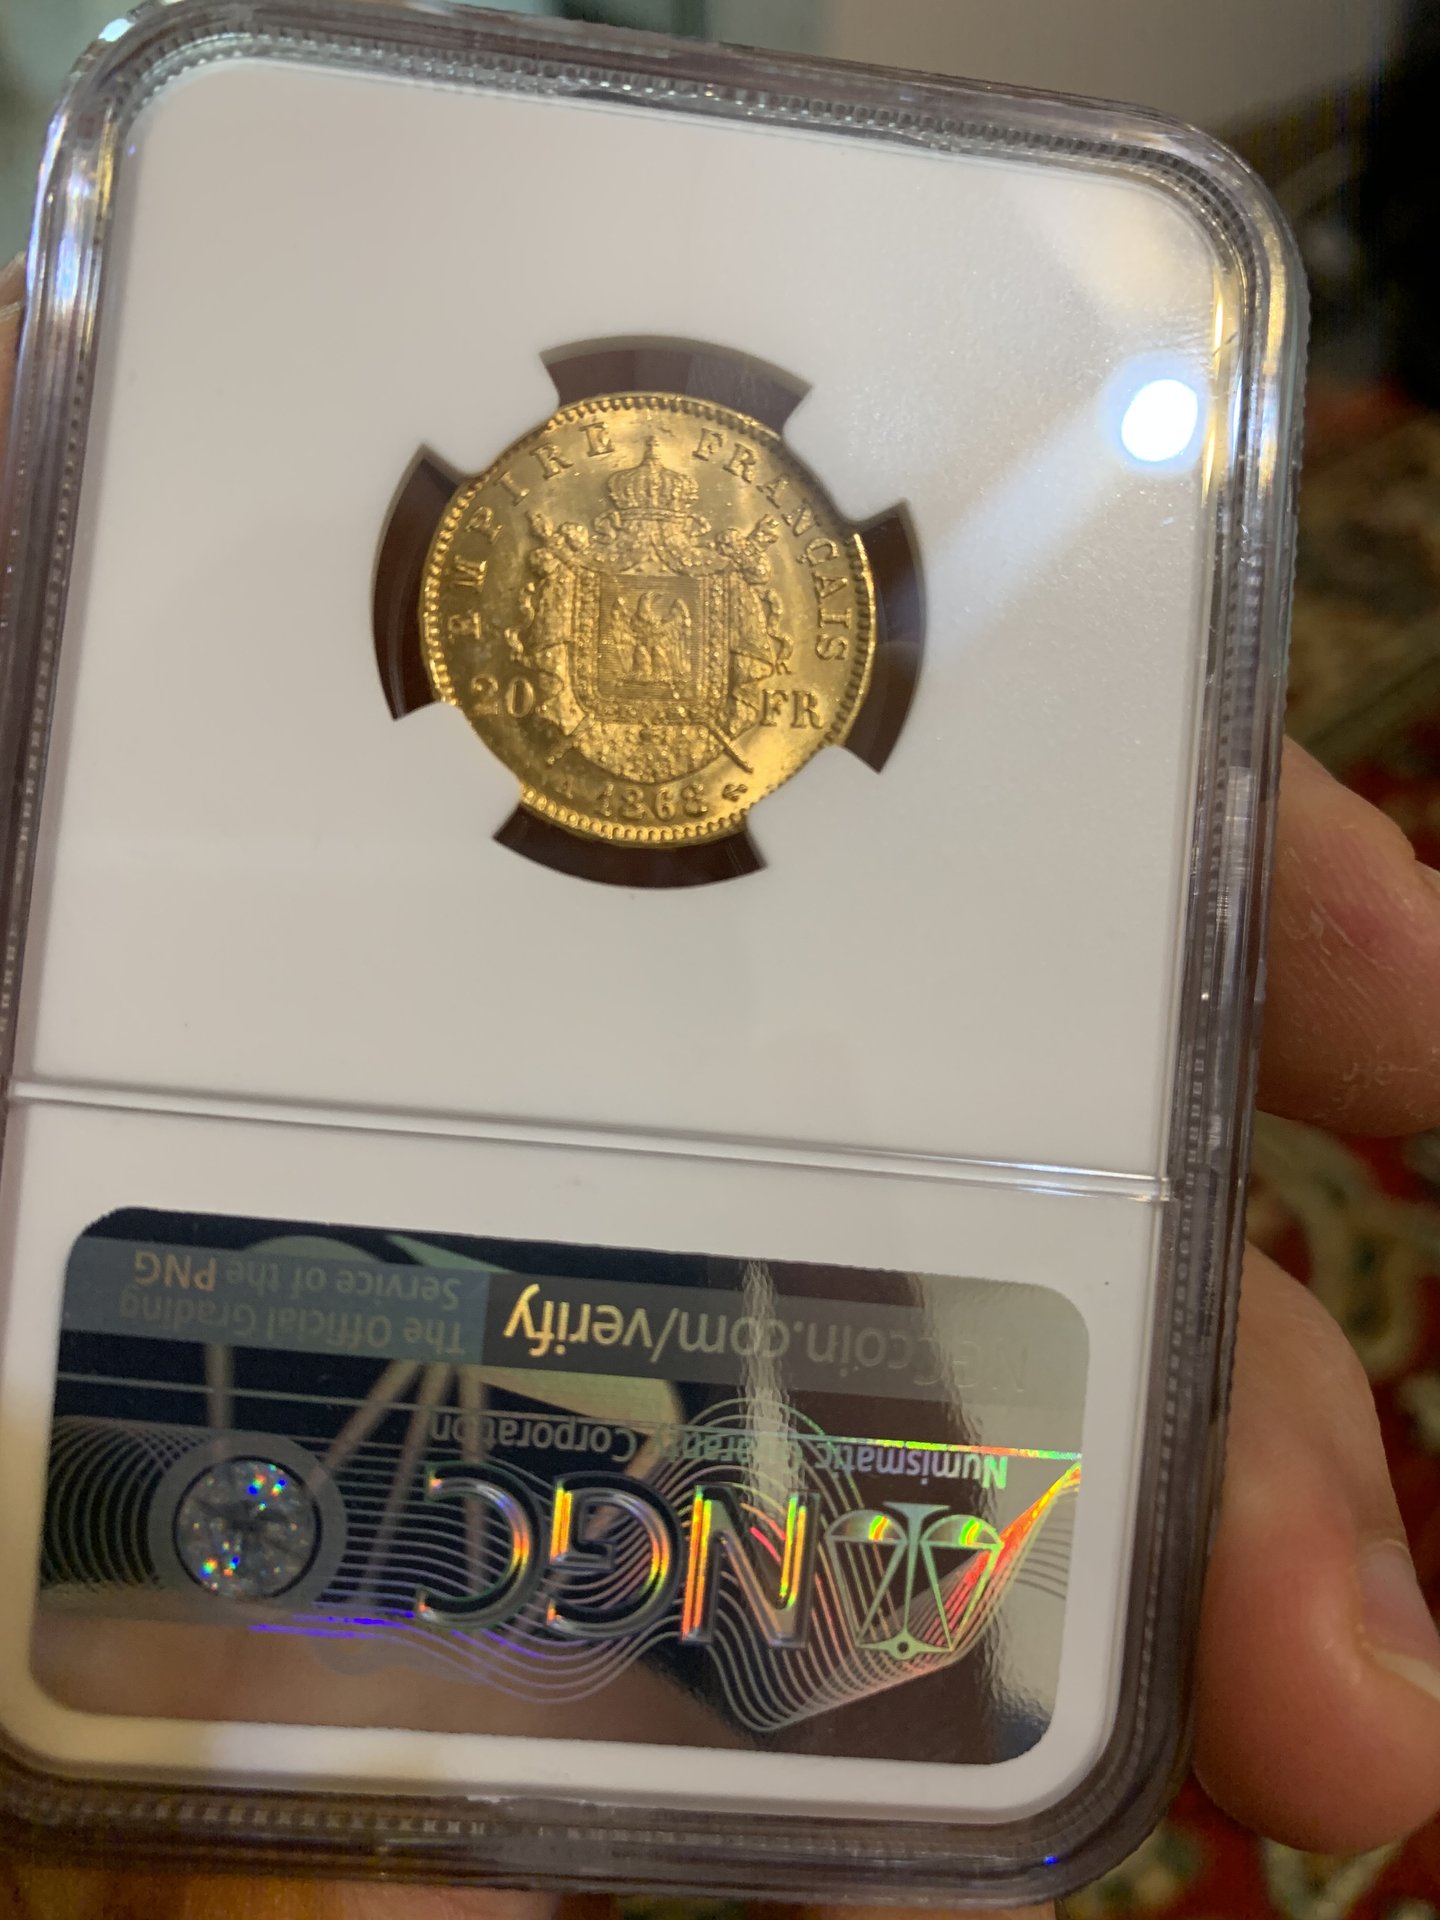 EMPIRE FRANÇAIS
20 FR
A 1868
NGC
Numismatic Guaranty Corporation
NGCcoin.com/verify
The Official Grading
Service of the PNG